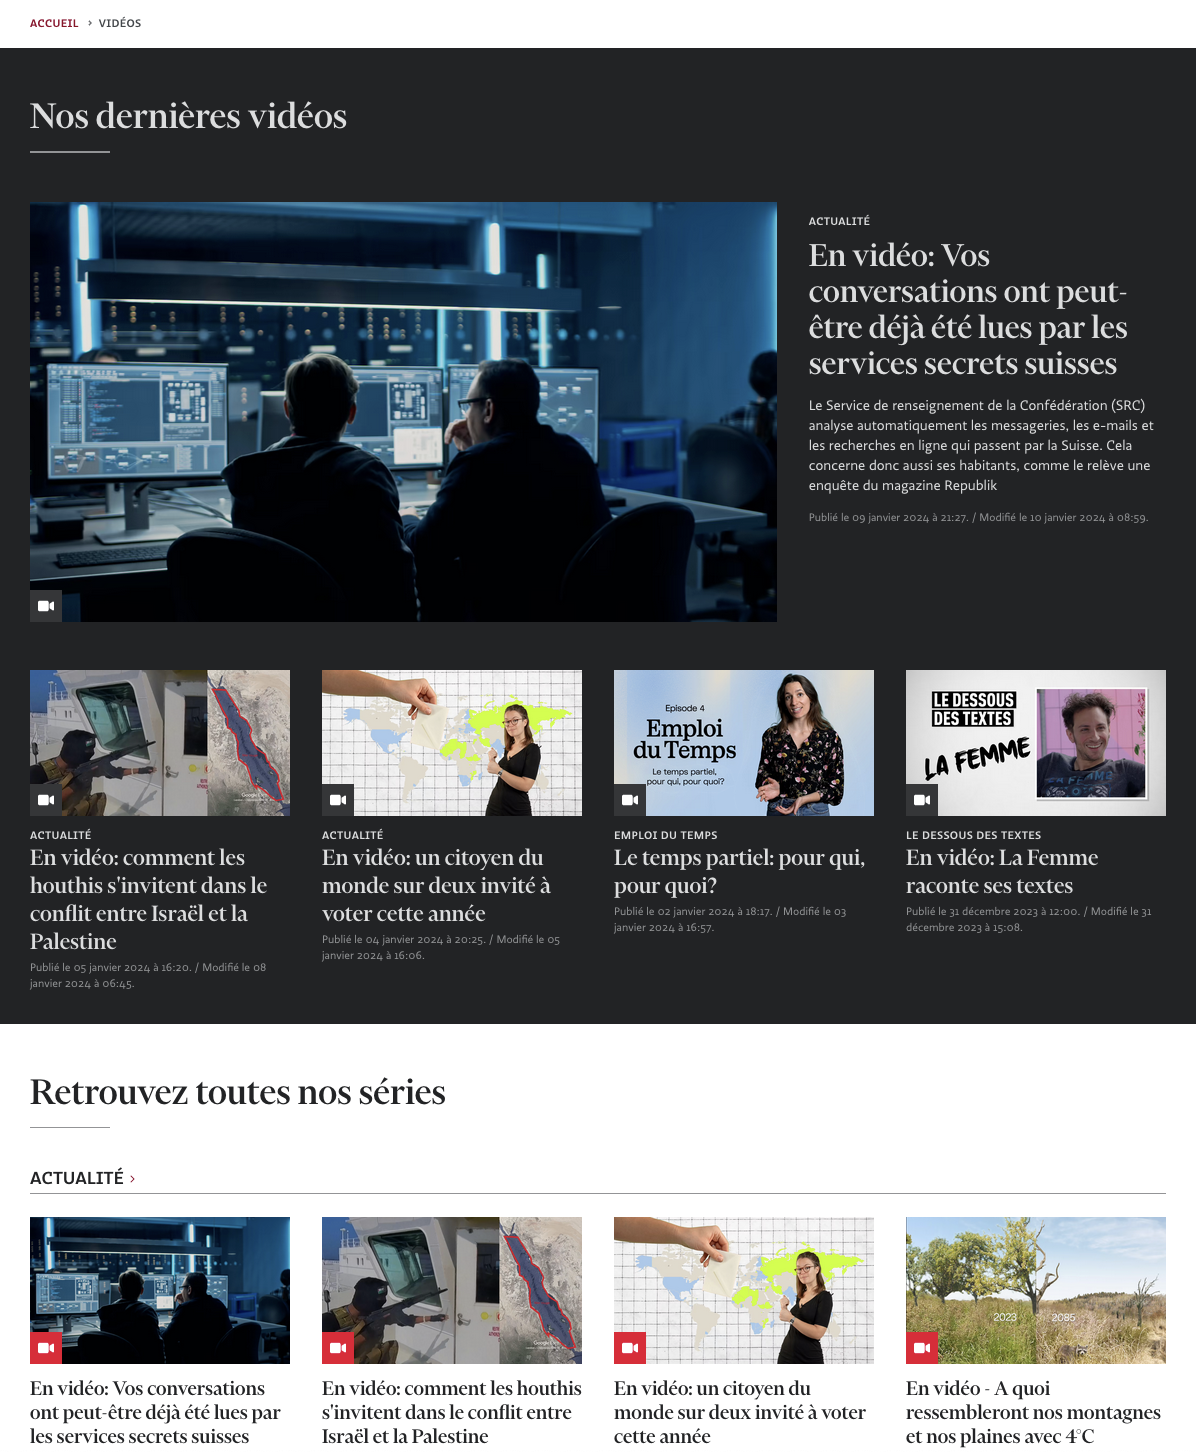 ACCUEIL › VIDÉOS
Nos dernières vidéos
ACTUALITÉ
En vidéo: Vos
conversations ont peut-
être déjà été lues par les
services secrets suisses
Le Service de renseignement de la Confédération (SRC)
analyse automatiquement les messageries, les e-mails et
les recherches en ligne qui passent par la Suisse. Cela
concerne donc aussi ses habitants, comme le relève une
enquête du magazine Republik
Publié le 09 janvier 2024 à 21:27. / Modifié le 10 janvier 2024 à 08:59.
ACTUALITÉ
En vidéo: comment les
houthis s'invitent dans le
conflit entre Israël et la
Palestine
Publié le 05 janvier 2024 à 16:20. / Modifié le 08
janvier 2024 à 06:45.
ACTUALITÉ
En vidéo: un citoyen du
monde sur deux invité à
voter cette année
Publié le 04 janvier 2024 à 20:25. / Modifié le 05
janvier 2024 à 16:06.
Episode 4
Emploi
du Temps
Le temps partiel,
pour qui, pour quoi?
EMPLOI DU TEMPS
Le temps partiel: pour qui,
pour quoi?
Publié le 02 janvier 2024 à 18:17. / Modifié le 03
janvier 2024 à 16:57.
LE DESSOUS
DES TEXTES
LA FEMME
LE DESSOUS DES TEXTES
En vidéo: La Femme
raconte ses textes
Publié le 31 décembre 2023 à 12:00. / Modifié le 31
décembre 2023 à 15:08.
Retrouvez toutes nos séries
ACTUALITÉ ›
En vidéo: Vos conversations
ont peut-être déjà été lues par
les services secrets suisses
En vidéo: comment les houthis
s'invitent dans le conflit entre
Israël et la Palestine
En vidéo: un citoyen du
monde sur deux invité à voter
cette année
2023 2085
En vidéo - A quoi
ressembleront nos montagnes
et nos plaines avec 4°C